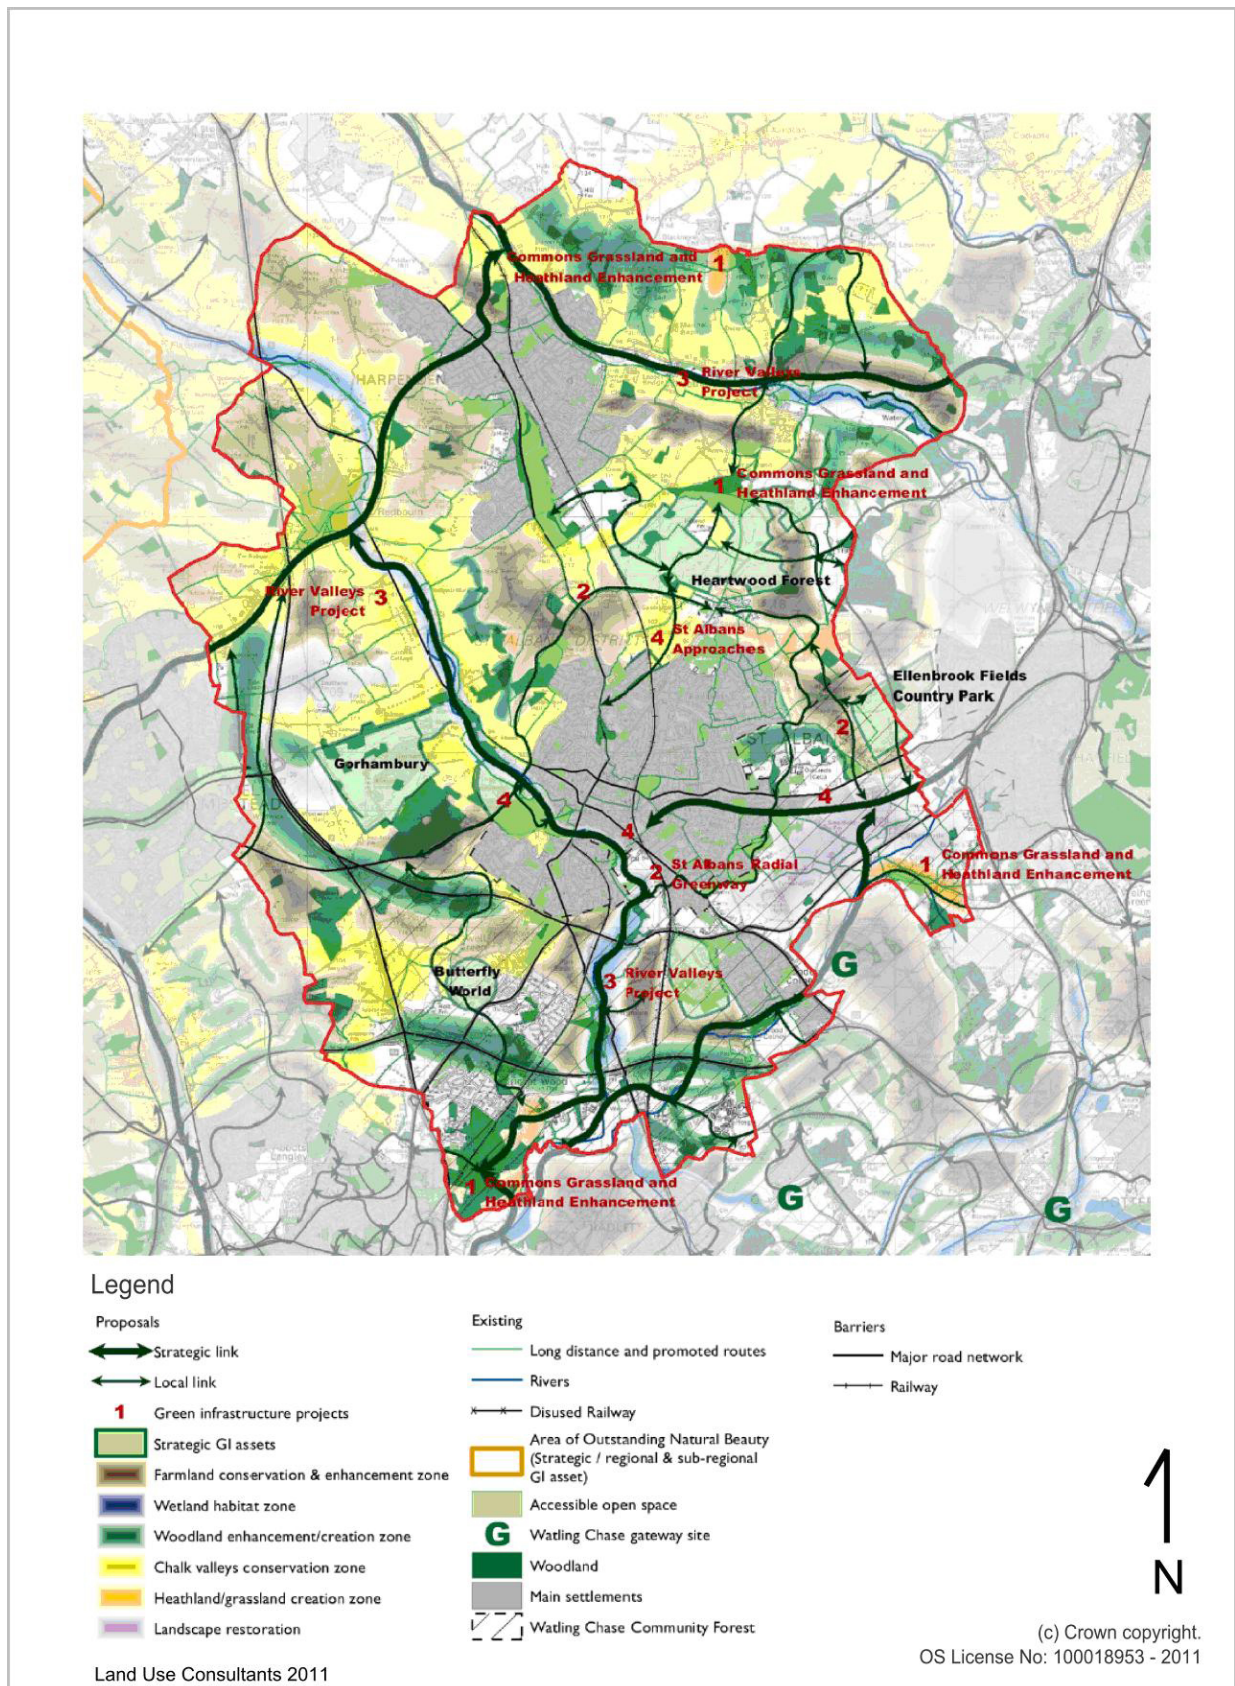 Commons Grassland and
Heathland Enhancement
1
HARPENDEN
3
River Valleys
Project
1
Commons Grassland and
Heathland Enhancement
Redbourn
Heartwood Forest
River Valleys
Project
3
2
4
St Albans
Approaches
Ellenbrook Fields
Country Park
2
Gorhambury
4
4
4
2
St Albans Radial
Greenway
1
Commons Grassland and
Heathland Enhancement
G
Butterfly
World
3
River Valleys
Project
1
Commons Grassland and
Heathland Enhancement
G
G
Legend
Proposals
Strategic link
Local link
1
Green infrastructure projects
Strategic GI assets
Farmland conservation & enhancement zone
Wetland habitat zone
Woodland enhancement/creation zone
Chalk valleys conservation zone
Heathland/grassland creation zone
Landscape restoration
Existing
Long distance and promoted routes
Rivers
Disused Railway
Area of Outstanding Natural Beauty
(Strategic / regional & sub-regional
GI asset)
Accessible open space
G
Watling Chase gateway site
Woodland
Main settlements
Watling Chase Community Forest
Barriers
Major road network
Railway
N
(c) Crown copyright.
OS License No: 100018953 - 2011
Land Use Consultants 2011